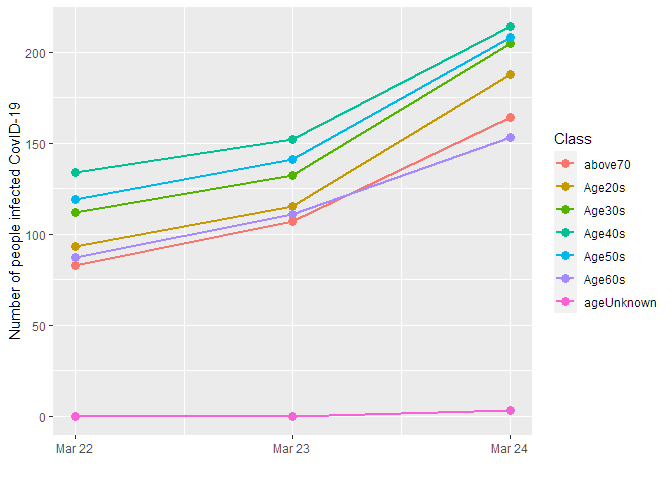 Number of people infected CovID-19
200
150
100
50
0
Mar 22
Mar 23
Mar 24
Class
above70
Age20s
Age30s
Age40s
Age50s
Age60s
ageUnknown